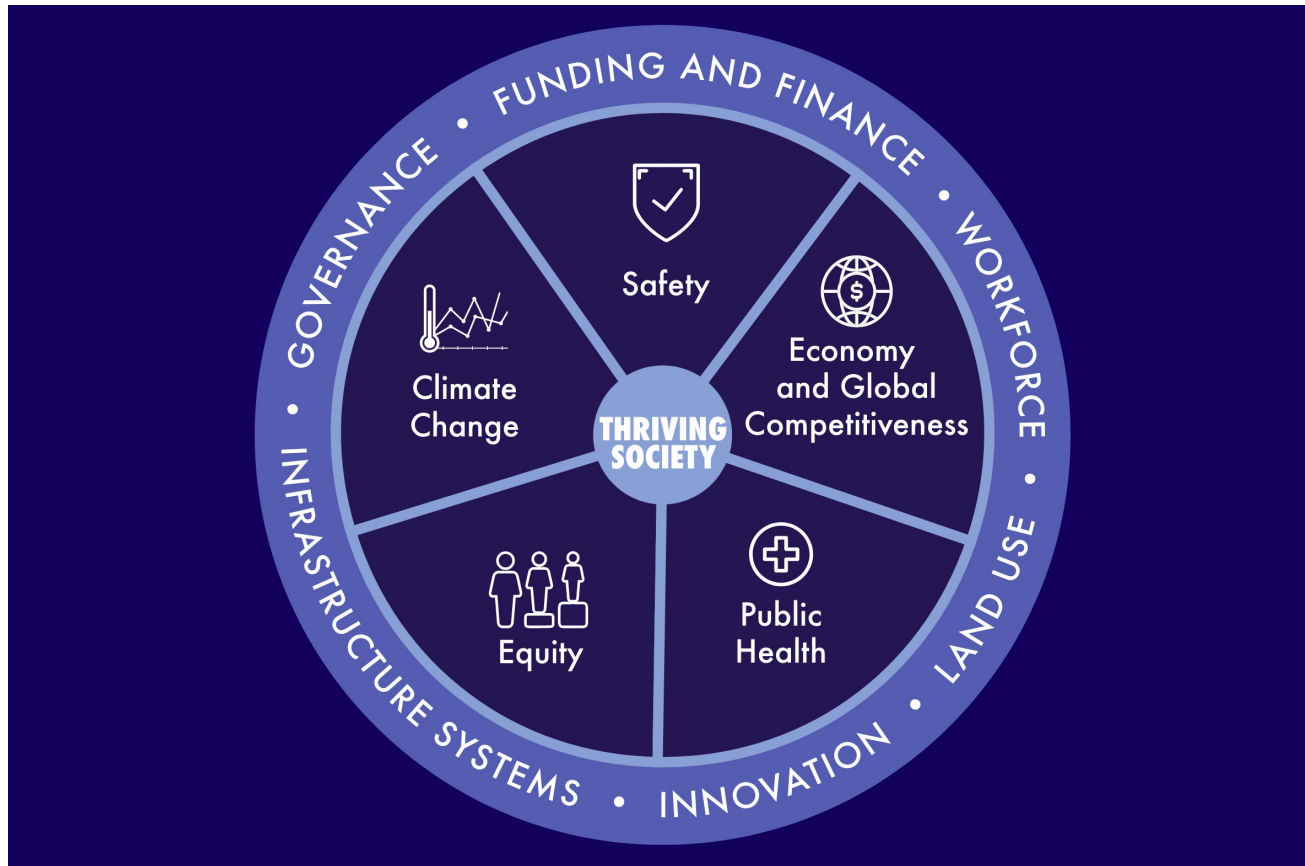 GOVERNANCE • FUNDING AND FINANCE • WORKFORCE • LAND USE • INNOVATION • INFRASTRUCTURE SYSTEMS •
Safety
Economy
and Global
Competitiveness
Climate
Change
THRIVING
SOCIETY
Equity
Public
Health
$